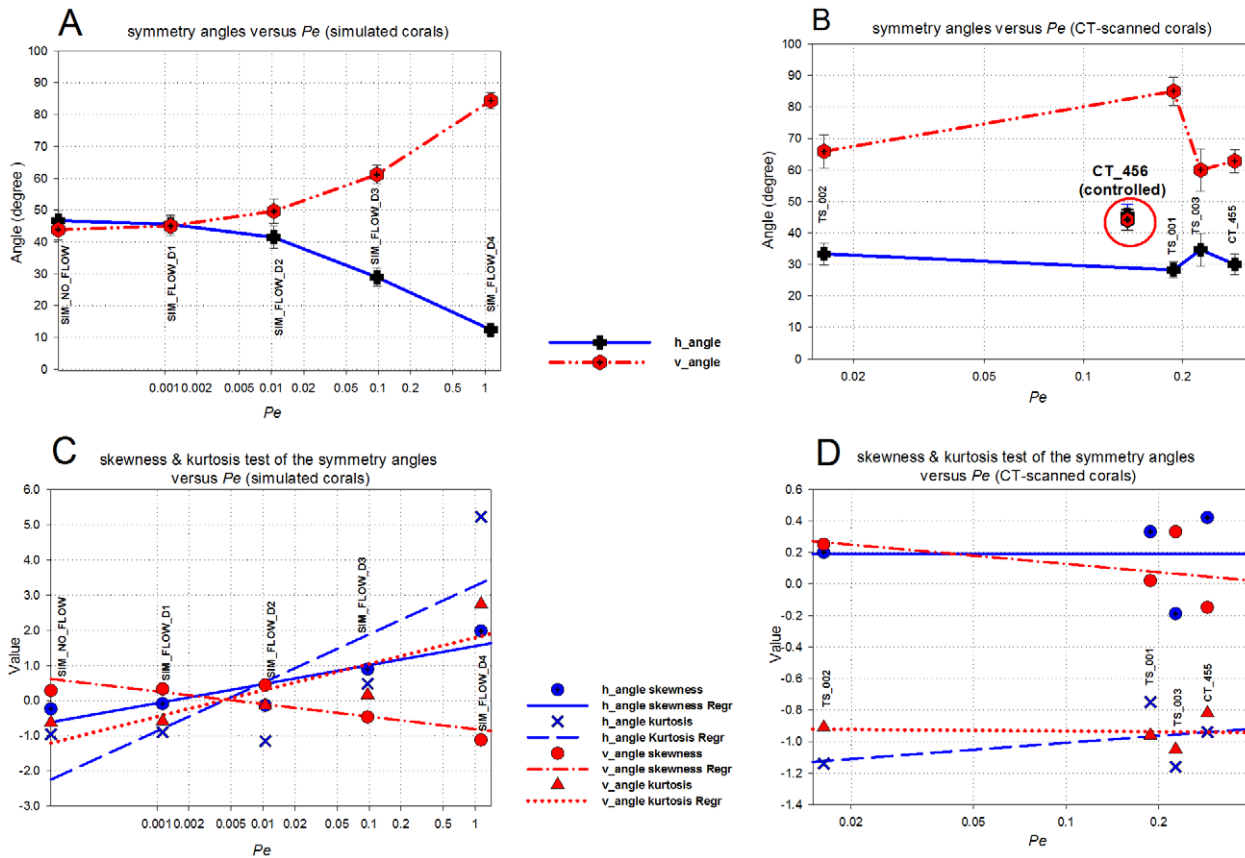 A
symmetry angles versus Pe (simulated corals)
100
90
80
70
60
50
40
30
20
10
0
Angle (degree)
SIM_NO_FLOW
SIM_FLOW_D1
SIM_FLOW_D2
SIM_FLOW_D3
SIM_FLOW_D4
0.001 0.002 0.005 0.01 0.02 0.05 0.1 0.2 0.5 1
Pe
h_angle
v_angle
B
symmetry angles versus Pe (CT-scanned corals)
100
90
80
70
60
50
40
30
20
10
0
Angle (degree)
TS_002
CT_456
(controlled)
TS_001
TS_003
CT_455
0.02 0.05 0.1 0.2
Pe
C
skewness & kurtosis test of the symmetry angles
versus Pe (simulated corals)
6.0
5.0
4.0
3.0
2.0
1.0
0.0
-1.0
-2.0
-3.0
Value
SIM_NO_FLOW
SIM_FLOW_D1
SIM_FLOW_D2
SIM_FLOW_D3
SIM_FLOW_D4
0.001 0.002 0.005 0.01 0.02 0.05 0.1 0.2 0.5 1
Pe
h_angle skewness
h_angle skewness Regr
h_angle kurtosis
h_angle Kurtosis Regr
v_angle skewness
v_angle skewness Regr
v_angle kurtosis
v_angle kurtosis Regr
D
skewness & kurtosis test of the symmetry angles
versus Pe (CT-scanned corals)
0.6
0.4
0.2
0.0
-0.2
-0.4
-0.6
-0.8
-1.0
-1.2
-1.4
Value
TS_002
TS_001
TS_003
CT_455
0.02 0.05 0.1 0.2
Pe